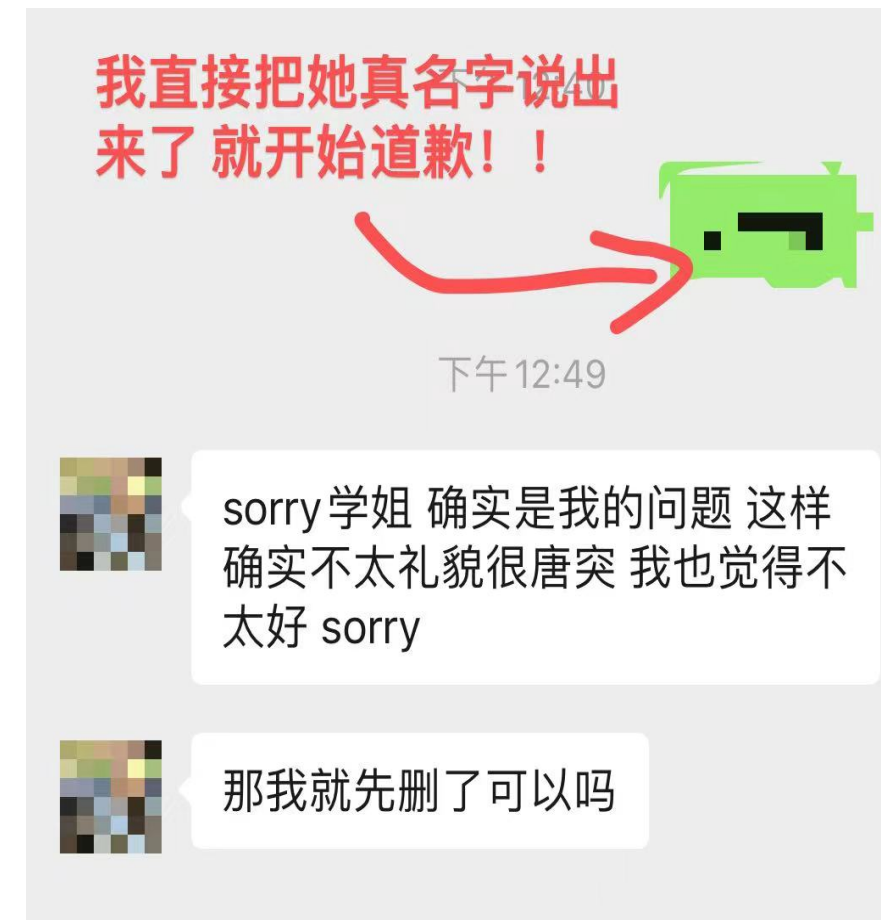 我直接把她真名字说出
来了 就开始道歉！！
下午 12:49
sorry学姐 确实是我的问题 这样
确实不太礼貌很唐突 我也觉得不
太好 sorry
那我就先删了可以吗